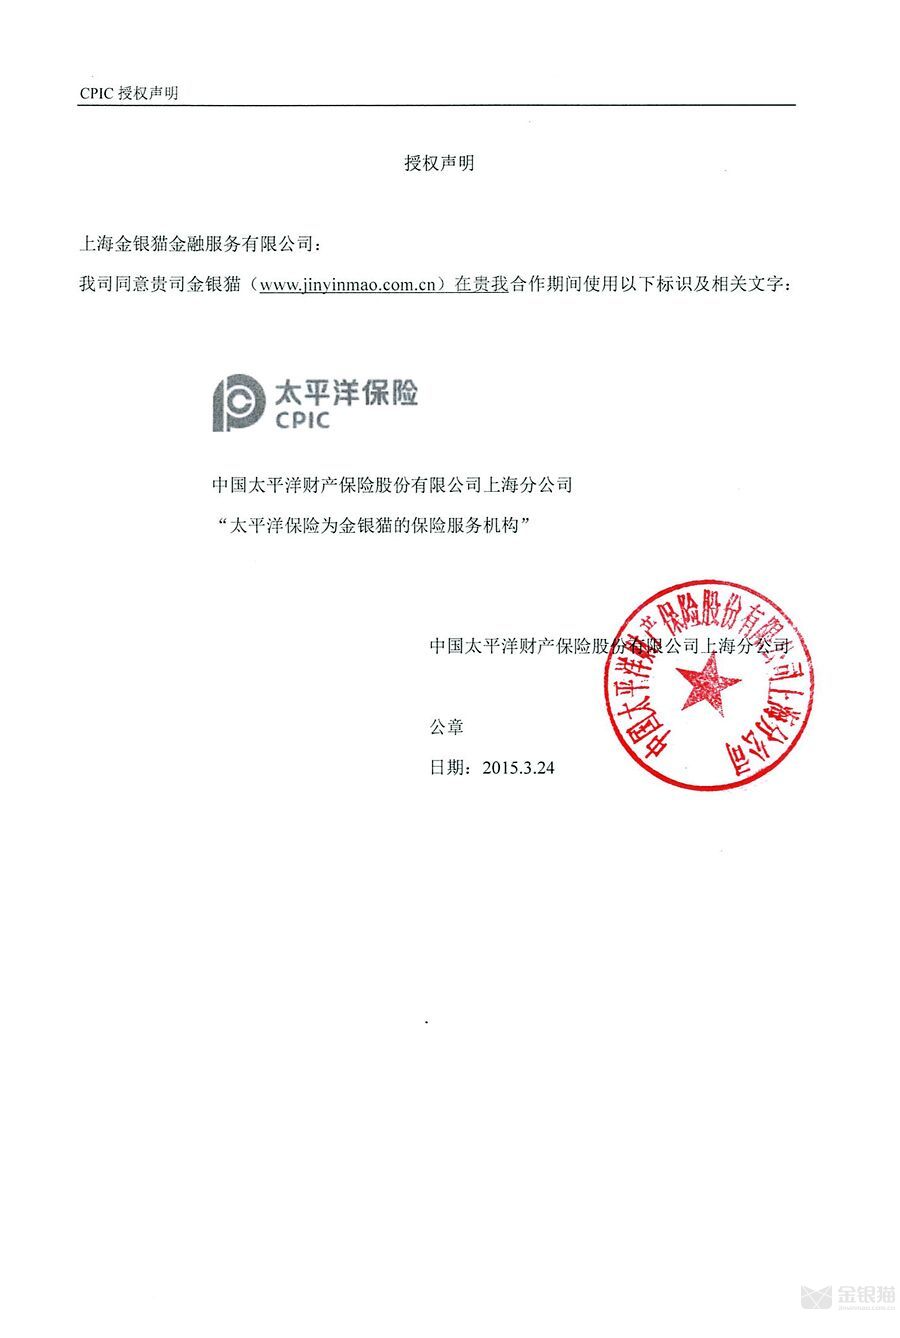 CPIC 授权声明
授权声明
上海金银猫金融服务有限公司：
我司同意贵司金银猫（www.jinyinmao.com.cn）在贵我合作期间使用以下标识及相关文字：
太平洋保险
CPIC
中国太平洋财产保险股份有限公司上海分公司
“太平洋保险为金银猫的保险服务机构”
中国太平洋财产保险股份有限公司上海分公司
中国太平洋财产保险股份有限公司上海分公司
公章
日期：2015.3.24
金银猫
jinyinmao.com.cn